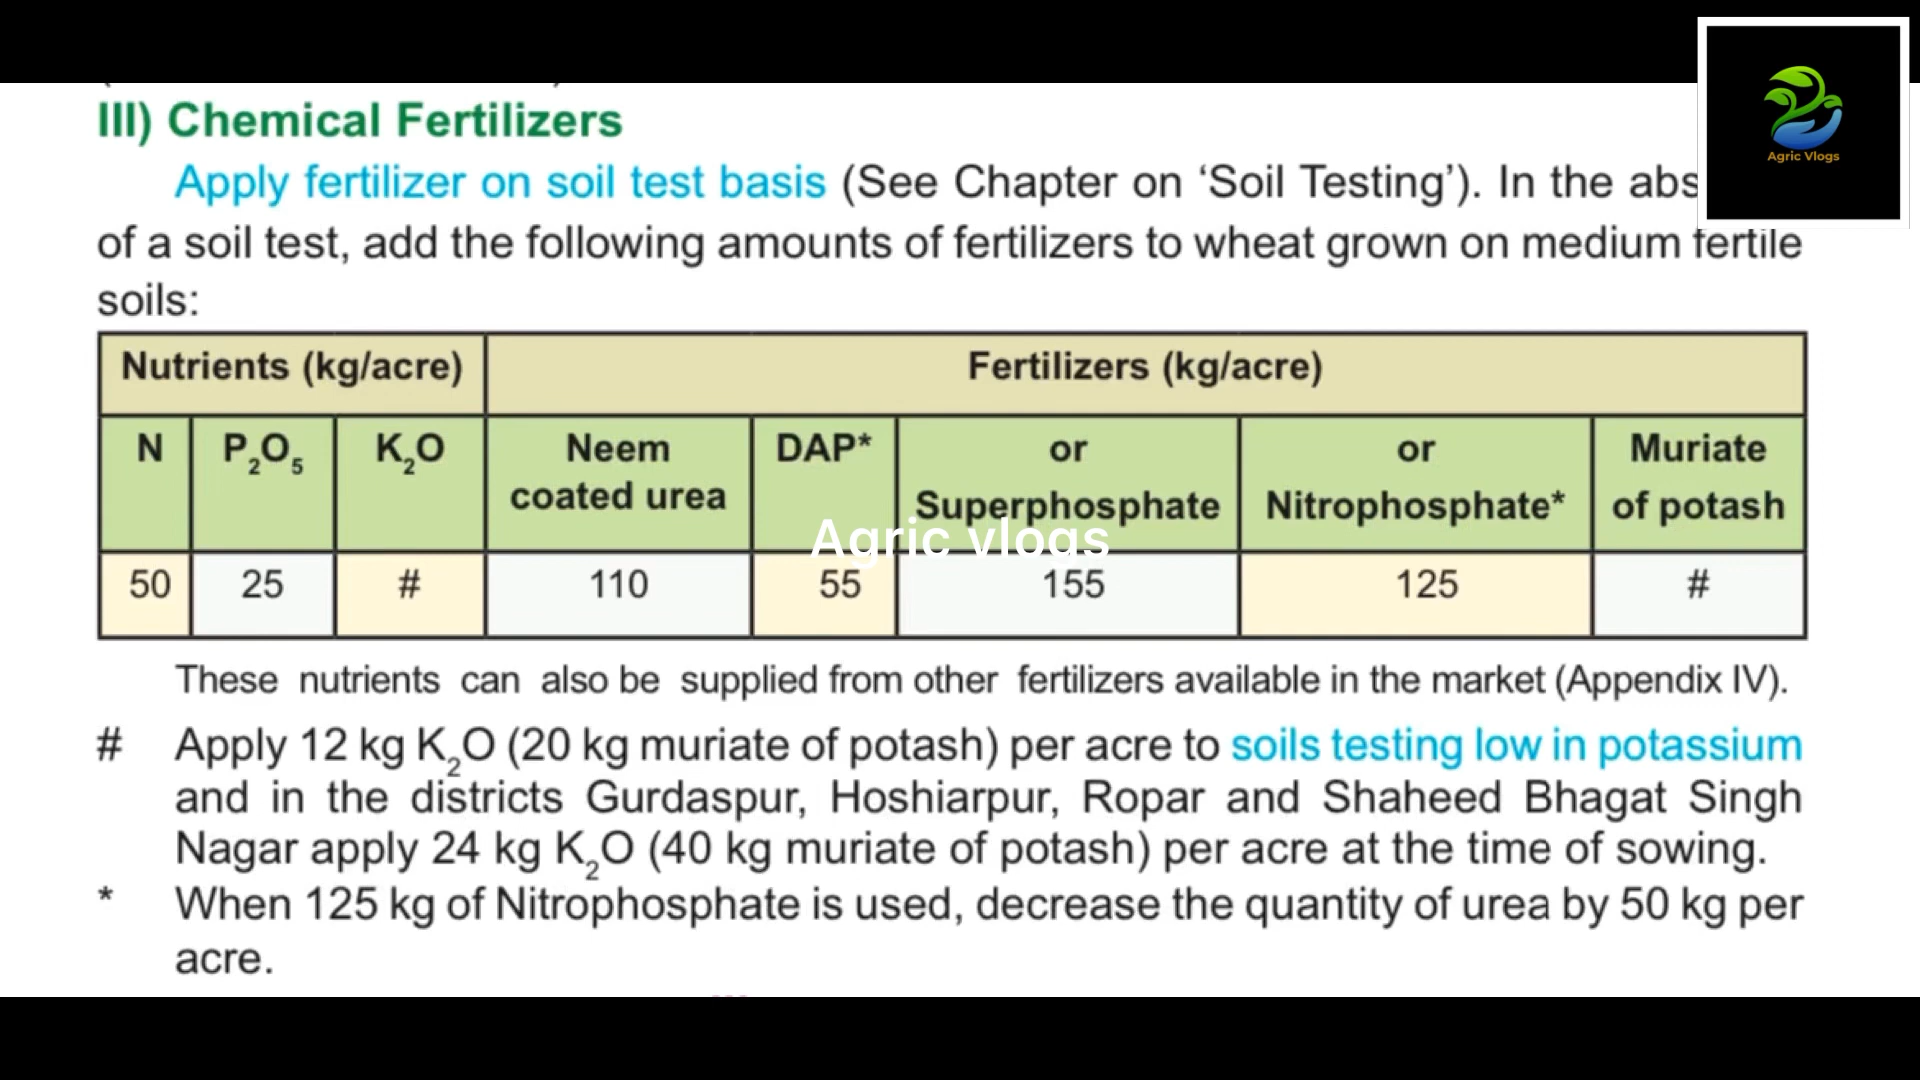 Agric Vlogs
III) Chemical Fertilizers
Apply fertilizer on soil test basis (See Chapter on ‘Soil Testing’). In the
of a soil test, add the following amounts of fertilizers to wheat grown on medium fertile
soils:
Nutrients (kg/acre) Fertilizers (kg/acre)
N P₂O₅ K₂O Neem coated urea DAP* or Superphosphate or Nitrophosphate* Muriate of potash
Agric vlogs
50 25 # 110 55 155 125 #
These nutrients can also be supplied from other fertilizers available in the market (Appendix IV).
# Apply 12 kg K₂O (20 kg muriate of potash) per acre to soils testing low in potassium
and in the districts Gurdaspur, Hoshiarpur, Ropar and Shaheed Bhagat Singh
Nagar apply 24 kg K₂O (40 kg muriate of potash) per acre at the time of sowing.
* When 125 kg of Nitrophosphate is used, decrease the quantity of urea by 50 kg per
acre.